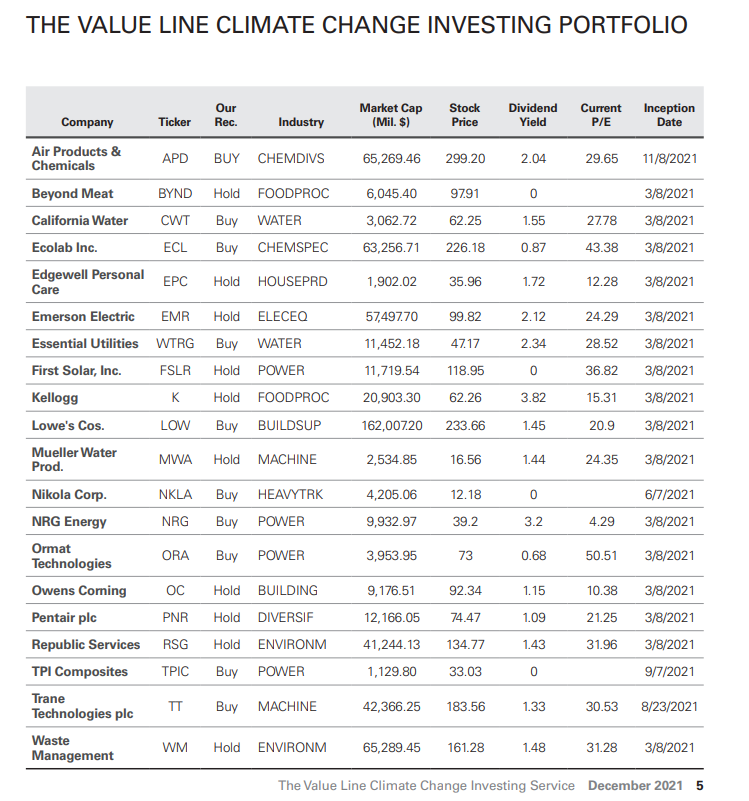 THE VALUE LINE CLIMATE CHANGE INVESTING PORTFOLIO
Company Ticker Our Rec. Industry Market Cap (Mil. $) Stock Price Dividend Yield Current P/E Inception Date
Air Products & Chemicals APD BUY CHEMDIVS 65,269.46 299.20 2.04 29.65 11/8/2021
Beyond Meat BYND Hold FOODPROC 6,045.40 97.91 0 3/8/2021
California Water CWT Buy WATER 3,062.72 62.25 1.55 27.78 3/8/2021
Ecolab Inc. ECL Buy CHEMSPEC 63,256.71 226.18 0.87 43.38 3/8/2021
Edgewell Personal Care EPC Hold HOUSEPRD 1,902.02 35.96 1.72 12.28 3/8/2021
Emerson Electric EMR Hold ELECEQ 57,497.70 99.82 2.12 24.29 3/8/2021
Essential Utilities WTRG Buy WATER 11,452.18 47.17 2.34 28.52 3/8/2021
First Solar, Inc. FSLR Hold POWER 11,719.54 118.95 0 36.82 3/8/2021
Kellogg K Hold FOODPROC 20,903.30 62.26 3.82 15.31 3/8/2021
Lowe's Cos. LOW Buy BUILDSUP 162,007.20 233.66 1.45 20.9 3/8/2021
Mueller Water Prod. MWA Hold MACHINE 2,534.85 16.56 1.44 24.35 3/8/2021
Nikola Corp. NKLA Buy HEAVYTRK 4,205.06 12.18 0 6/7/2021
NRG Energy NRG Buy POWER 9,932.97 39.2 3.2 4.29 3/8/2021
Ormat Technologies ORA Buy POWER 3,953.95 73 0.68 50.51 3/8/2021
Owens Corning OC Hold BUILDING 9,176.51 92.34 1.15 10.38 3/8/2021
Pentair plc PNR Hold DIVERSIF 12,166.05 74.47 1.09 21.25 3/8/2021
Republic Services RSG Hold ENVIRONM 41,244.13 134.77 1.43 31.96 3/8/2021
TPI Composites TPIC Buy POWER 1,129.80 33.03 0 9/7/2021
Trane Technologies plc TT Buy MACHINE 42,366.25 183.56 1.33 30.53 8/23/2021
Waste Management WM Hold ENVIRONM 65,289.45 161.28 1.48 31.28 3/8/2021
The Value Line Climate Change Investing Service December 2021 5